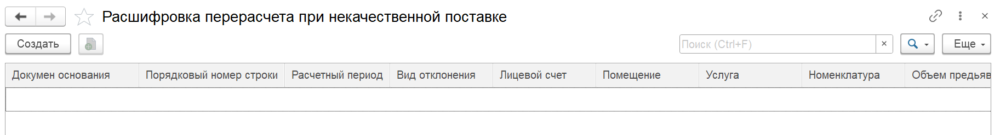 Расшифровка перерасчета при некачественной поставке
Создать
Поиск (Ctrl+F)
Еще
Докумен основания Порядковый номер строки Расчетный период Вид отклонения Лицевой счет Помещение Услуга Номенклатура Объем предьяв